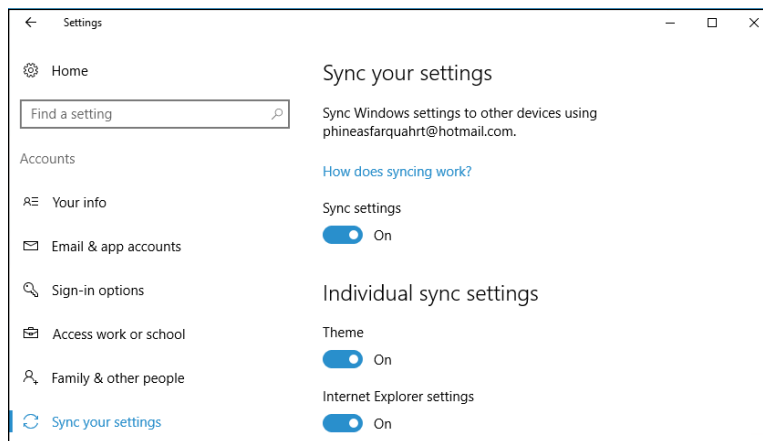 Settings
Home
Find a setting
Accounts
Your info
Email & app accounts
Sign-in options
Access work or school
Family & other people
Sync your settings
Sync your settings
Sync Windows settings to other devices using
phineasfarquahrt@hotmail.com.
How does syncing work?
Sync settings
On
Individual sync settings
Theme
On
Internet Explorer settings
On